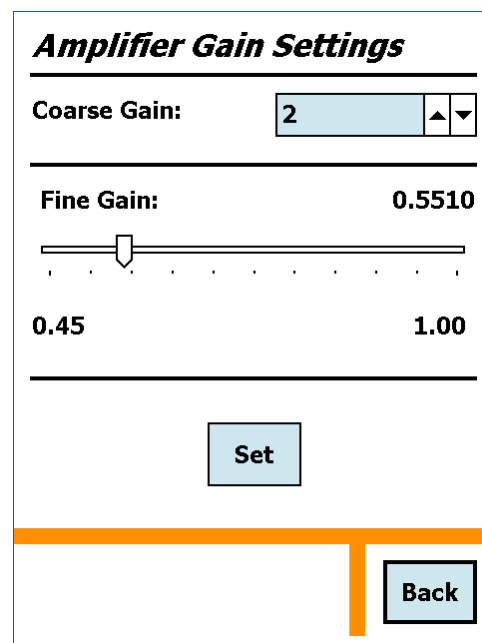 Amplifier Gain Settings
Coarse Gain: 2
Fine Gain: 0.5510
0.45 1.00
Set
Back